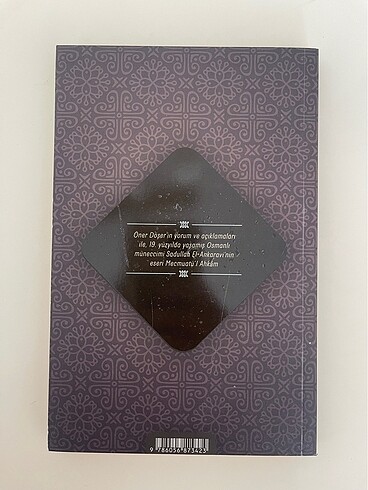 Öner Döşer'in yorum ve açıklamaları
ile, 19. yüzyılda yaşamış Osmanlı
müneccimi Sadullah El-Ankaravi'nin
eseri Mecmuatü'l Ahkâm
9 786056 873423